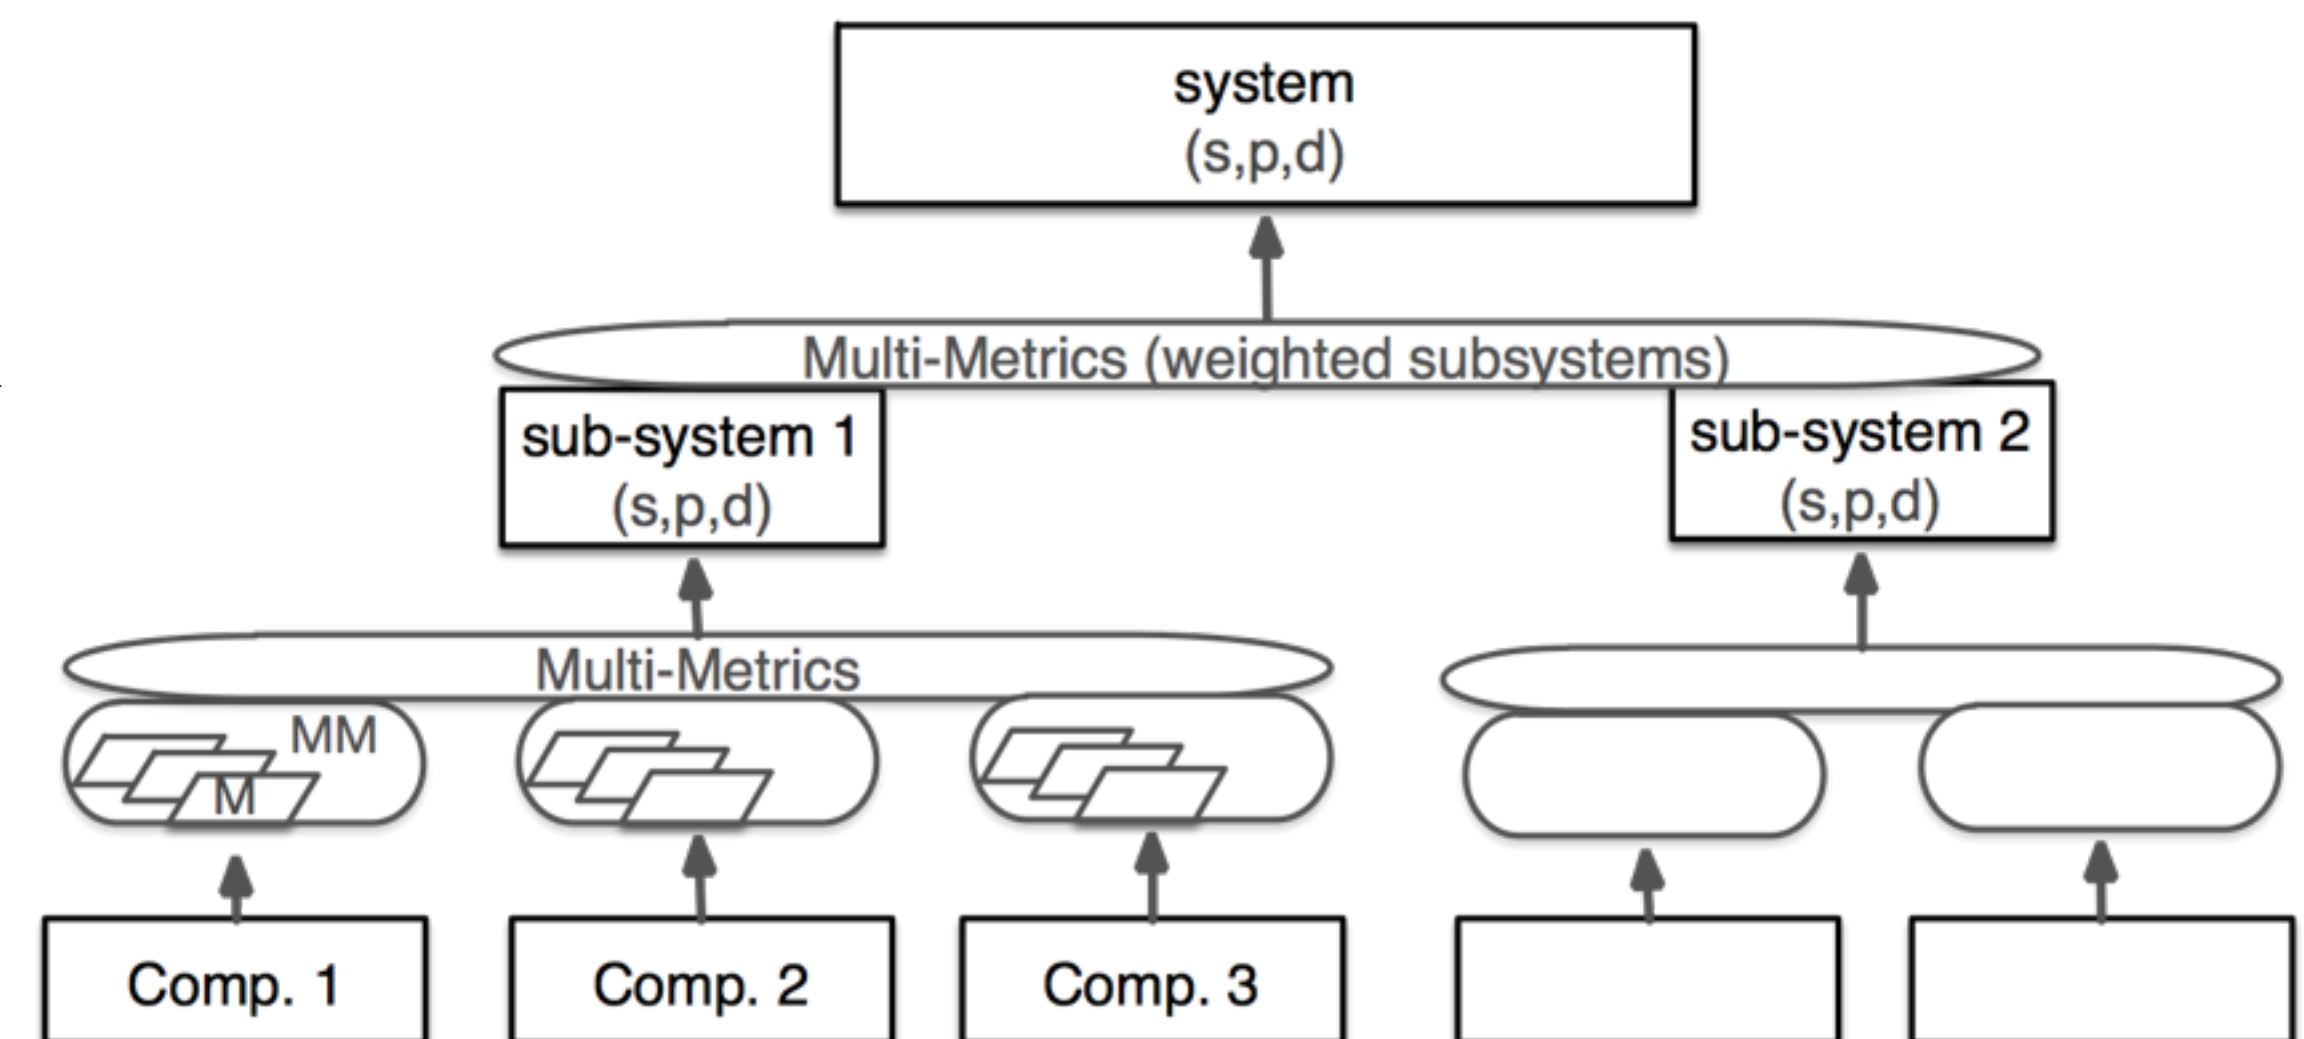 system
(s,p,d)
Multi-Metrics (weighted subsystems)
sub-system 1
(s,p,d)
sub-system 2
(s,p,d)
Multi-Metrics
MM
M
Comp. 1
Comp. 2
Comp. 3